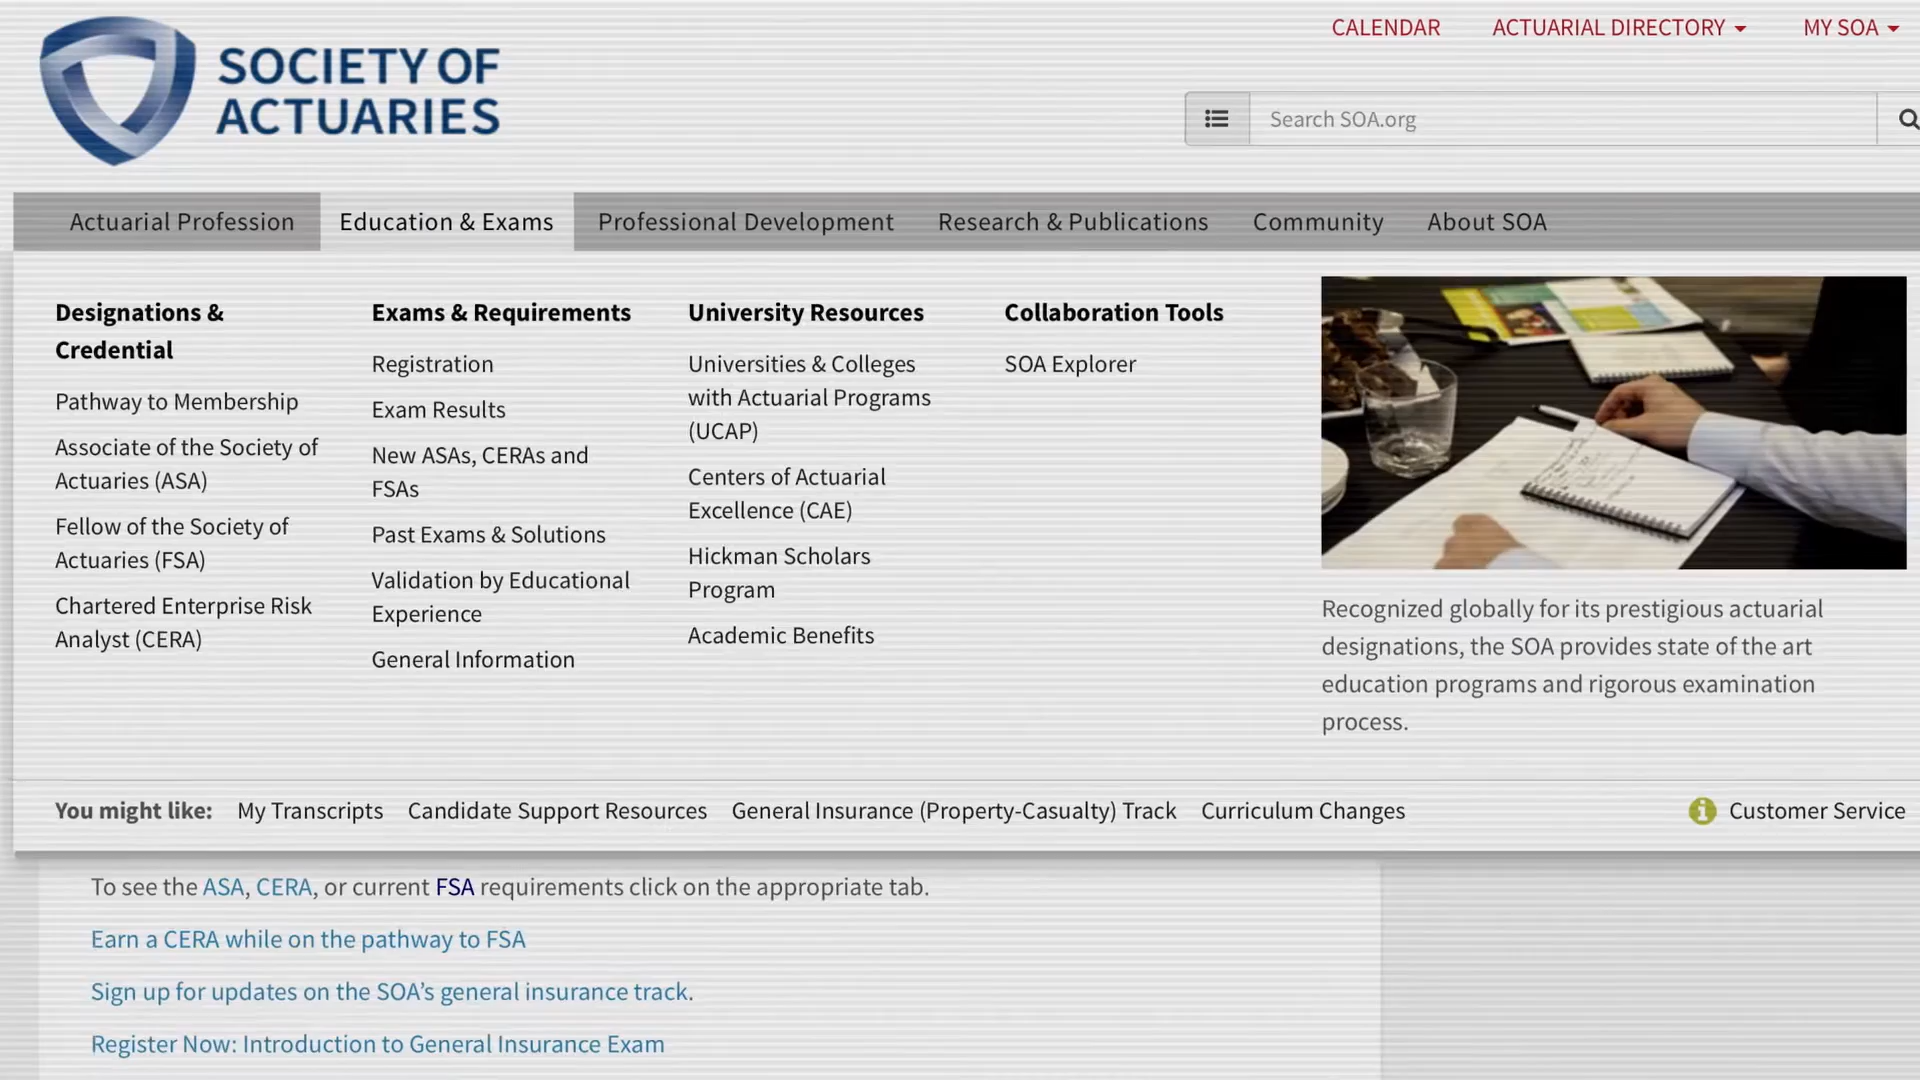 SOCIETY OF
ACTUARIES
CALENDAR
ACTUARIAL DIRECTORY
MY SOA
Search SOA.org
Actuarial Profession
Education & Exams
Professional Development
Research & Publications
Community
About SOA
Designations &
Credential
Pathway to Membership
Associate of the Society of
Actuaries (ASA)
Fellow of the Society of
Actuaries (FSA)
Chartered Enterprise Risk
Analyst (CERA)
Exams & Requirements
Registration
Exam Results
New ASAs, CERAs and
FSAs
Past Exams & Solutions
Validation by Educational
Experience
General Information
University Resources
Universities & Colleges
with Actuarial Programs
(UCAP)
Centers of Actuarial
Excellence (CAE)
Hickman Scholars
Program
Academic Benefits
Collaboration Tools
SOA Explorer
Recognized globally for its prestigious actuarial
designations, the SOA provides state of the art
education programs and rigorous examination
process.
You might like: My Transcripts Candidate Support Resources General Insurance (Property-Casualty) Track Curriculum Changes
Customer Service
To see the ASA, CERA, or current FSA requirements click on the appropriate tab.
Earn a CERA while on the pathway to FSA
Sign up for updates on the SOA’s general insurance track.
Register Now: Introduction to General Insurance Exam